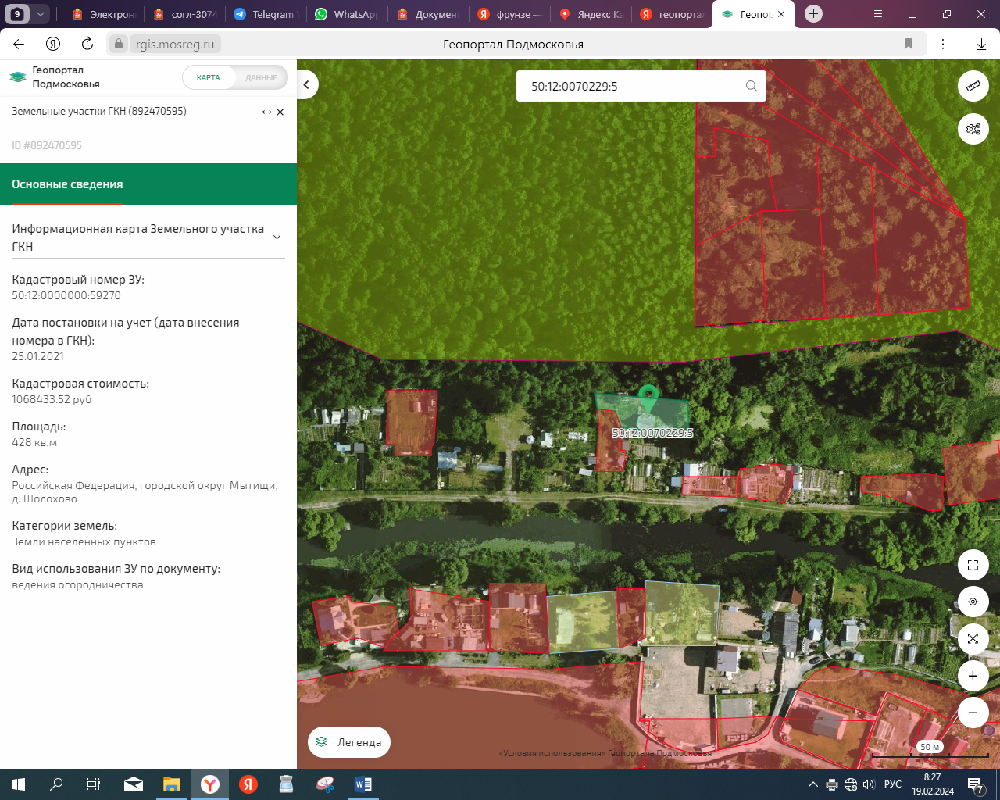 9
Электрон
согл-3074
Telegram
WhatsApp
Документ
фрунзе —
Яндекс Ка
геопортал
Геопор
rgis.mosreg.ru
Геопортал Подмосковья
Геопортал
Подмосковья
КАРТА
ДАННЫЕ
50:12:0070229:5
Земельные участки ГКН (892470595)
ID #892470595
Основные сведения
Информационная карта Земельного участка
ГКН
Кадастровый номер ЗУ:
50:12:0000000:59270
Дата постановки на учет (дата внесения
номера в ГКН):
25.01.2021
Кадастровая стоимость:
1068433.52 руб
Площадь:
428 кв.м
Адрес:
Российская Федерация, городской округ Мытищи,
д. Шолохово
Категории земель:
Земли населенных пунктов
Вид использования ЗУ по документу:
ведения огородничества
50:12:0070229:5
Легенда
«Условия использования» Геопортала Подмосковья
50 м
РУС
8:27
19.02.2024
7